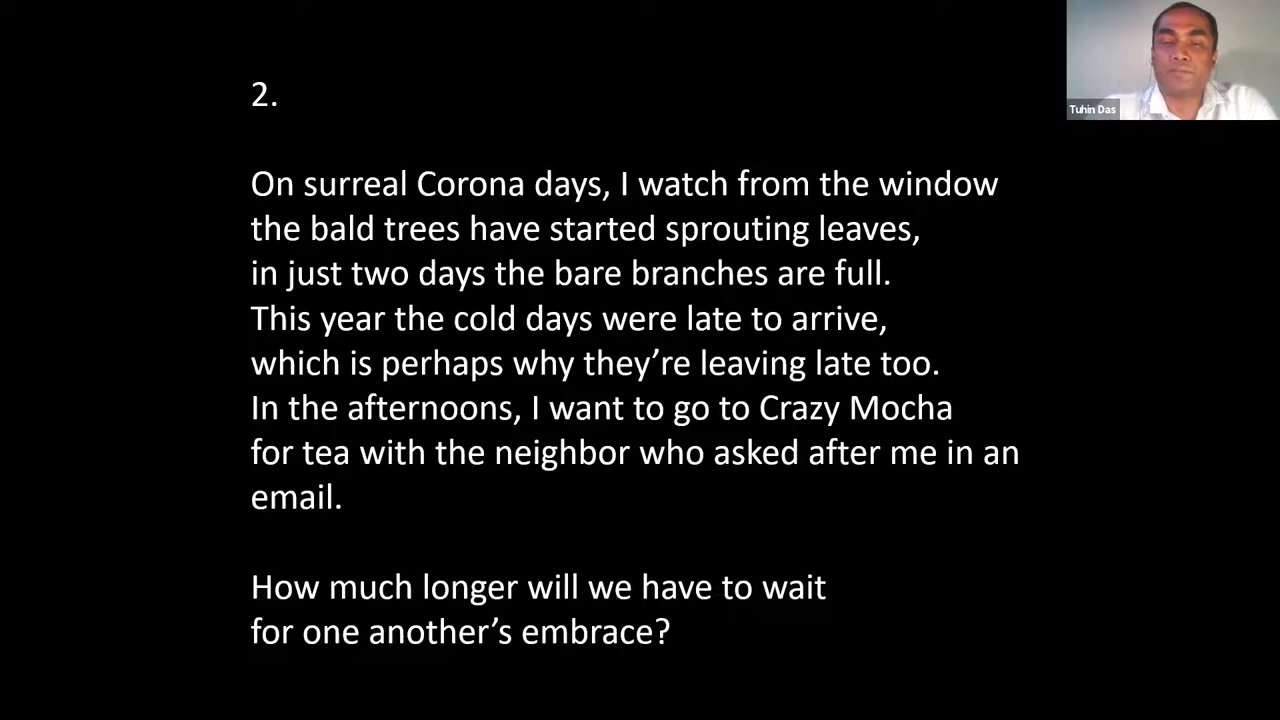 2.
On surreal Corona days, I watch from the window
the bald trees have started sprouting leaves,
in just two days the bare branches are full.
This year the cold days were late to arrive,
which is perhaps why they’re leaving late too.
In the afternoons, I want to go to Crazy Mocha
for tea with the neighbor who asked after me in an
email.
How much longer will we have to wait
for one another’s embrace?
Tuhin Das